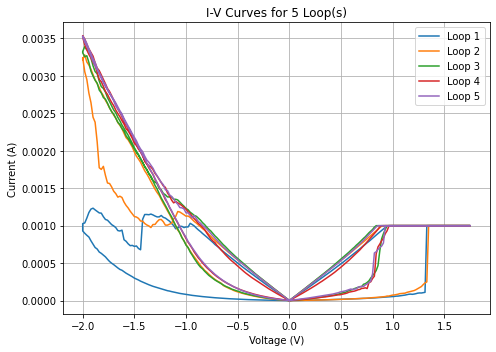 I-V Curves for 5 Loop(s)
Loop 1
Loop 2
Loop 3
Loop 4
Loop 5
Current (A)
0.0035
0.0030
0.0025
0.0020
0.0015
0.0010
0.0005
0.0000
−2.0 −1.5 −1.0 −0.5 0.0 0.5 1.0 1.5
Voltage (V)